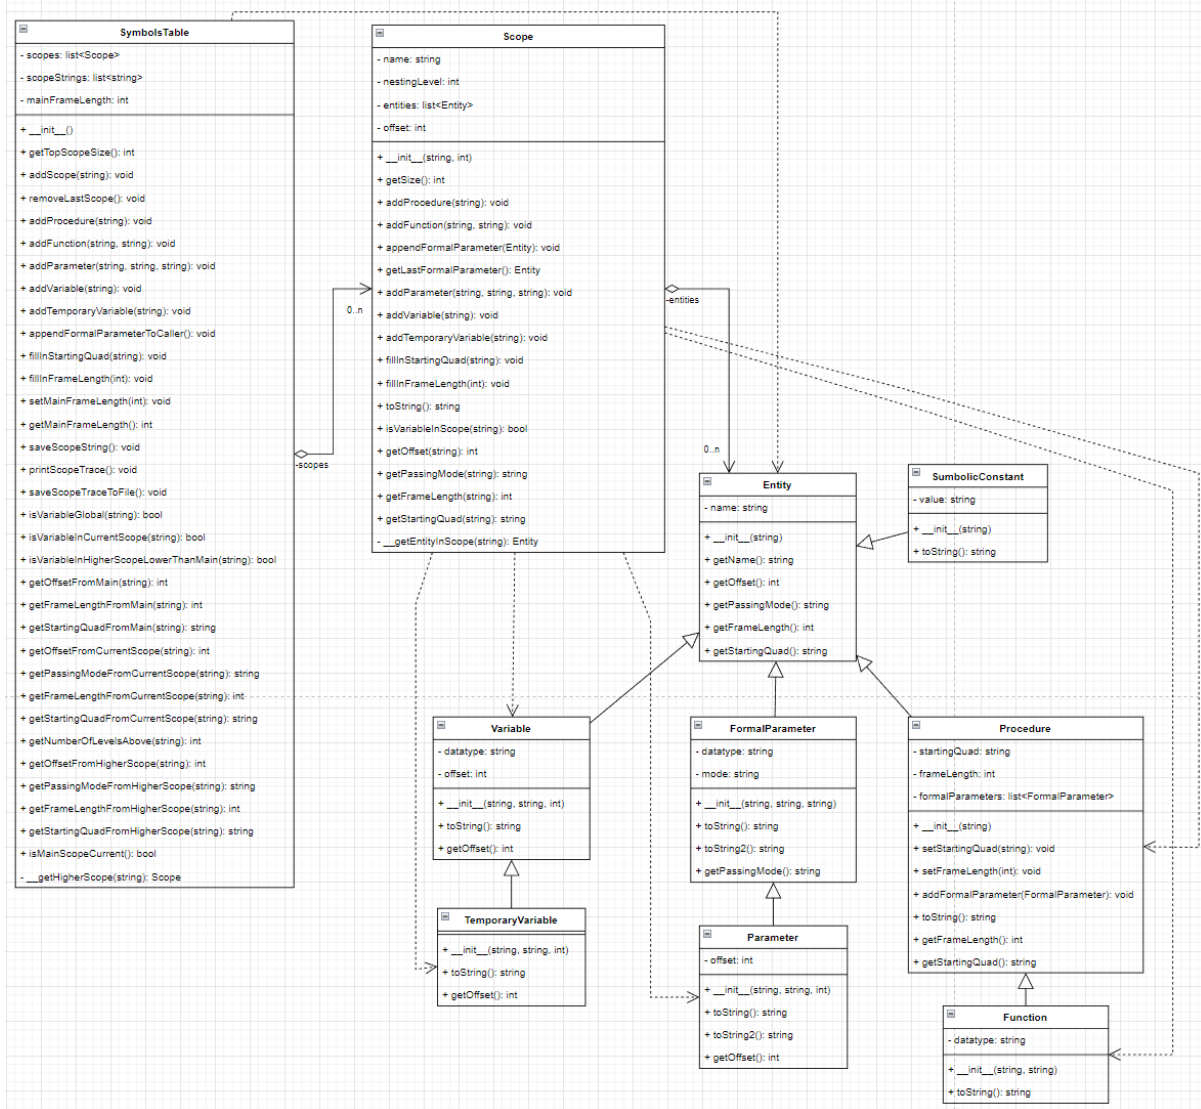 SymbolsTable
- scopes: list<Scope>
- scopeStrings: list<string>
- mainFrameLength: int
+ __init__()
+ getTopScopeSize(): int
+ addScope(string): void
+ removeLastScope(): void
+ addProcedure(string): void
+ addFunction(string, string): void
+ addParameter(string, string, string): void
+ addVariable(string): void
+ addTemporaryVariable(string): void
+ appendFormalParameterToCaller(): void
+ fillInStartingQuad(string): void
+ fillInFrameLength(int): void
+ setMainFrameLength(int): void
+ getMainFrameLength(): int
+ saveScopeString(): void
+ printScopeTrace(): void
+ saveScopeTraceToFile(): void
+ isVariableGlobal(string): bool
+ isVariableInCurrentScope(string): bool
+ isVariableInHigherScopeLowerThanMain(string): bool
+ getOffsetFromMain(string): int
+ getFrameLengthFromMain(string): int
+ getStartingQuadFromMain(string): string
+ getOffsetFromCurrentScope(string): int
+ getPassingModeFromCurrentScope(string): string
+ getFrameLengthFromCurrentScope(string): int
+ getStartingQuadFromCurrentScope(string): string
+ getNumberOfLevelsAbove(string): int
+ getOffsetFromHigherScope(string): int
+ getPassingModeFromHigherScope(string): string
+ getFrameLengthFromHigherScope(string): int
+ getStartingQuadFromHigherScope(string): string
+ isMainScopeCurrent(): bool
- __getHigherScope(string): Scope
0..n
-scopes
Scope
- name: string
- nestingLevel: int
- entities: list<Entity>
- offset: int
+ __init__(string, int)
+ getSize(): int
+ addProcedure(string): void
+ addFunction(string, string): void
+ appendFormalParameter(Entity): void
+ getLastFormalParameter(): Entity
+ addParameter(string, string, string): void
+ addVariable(string): void
+ addTemporaryVariable(string): void
+ fillInStartingQuad(string): void
+ fillInFrameLength(int): void
+ toString(): string
+ isVariableInScope(string): bool
+ getOffset(string): int
+ getPassingMode(string): string
+ getFrameLength(string): int
+ getStartingQuad(string): string
- __getEntityInScope(string): Entity
-entities
0..n
Entity
- name: string
+ __init__(string)
+ getName(): string
+ getOffset(): int
+ getPassingMode(): string
+ getFrameLength(): int
+ getStartingQuad(): string
SumbolicConstant
- value: string
+ __init__(string)
+ toString(): string
Variable
- datatype: string
- offset: int
+ __init__(string, string, int)
+ toString(): string
+ getOffset(): int
FormalParameter
- datatype: string
- mode: string
+ __init__(string, string, string)
+ toString(): string
+ toString2(): string
+ getPassingMode(): string
Procedure
- startingQuad: string
- frameLength: int
- formalParameters: list<FormalParameter>
+ __init__(string)
+ setStartingQuad(string): void
+ setFrameLength(int): void
+ addFormalParameter(FormalParameter): void
+ toString(): string
+ getFrameLength(): int
+ getStartingQuad(): string
TemporaryVariable
+ __init__(string, string, int)
+ toString(): string
+ getOffset(): int
Parameter
- offset: int
+ __init__(string, string, int)
+ toString(): string
+ toString2(): string
+ getOffset(): int
Function
- datatype: string
+ __init__(string, string)
+ toString(): string